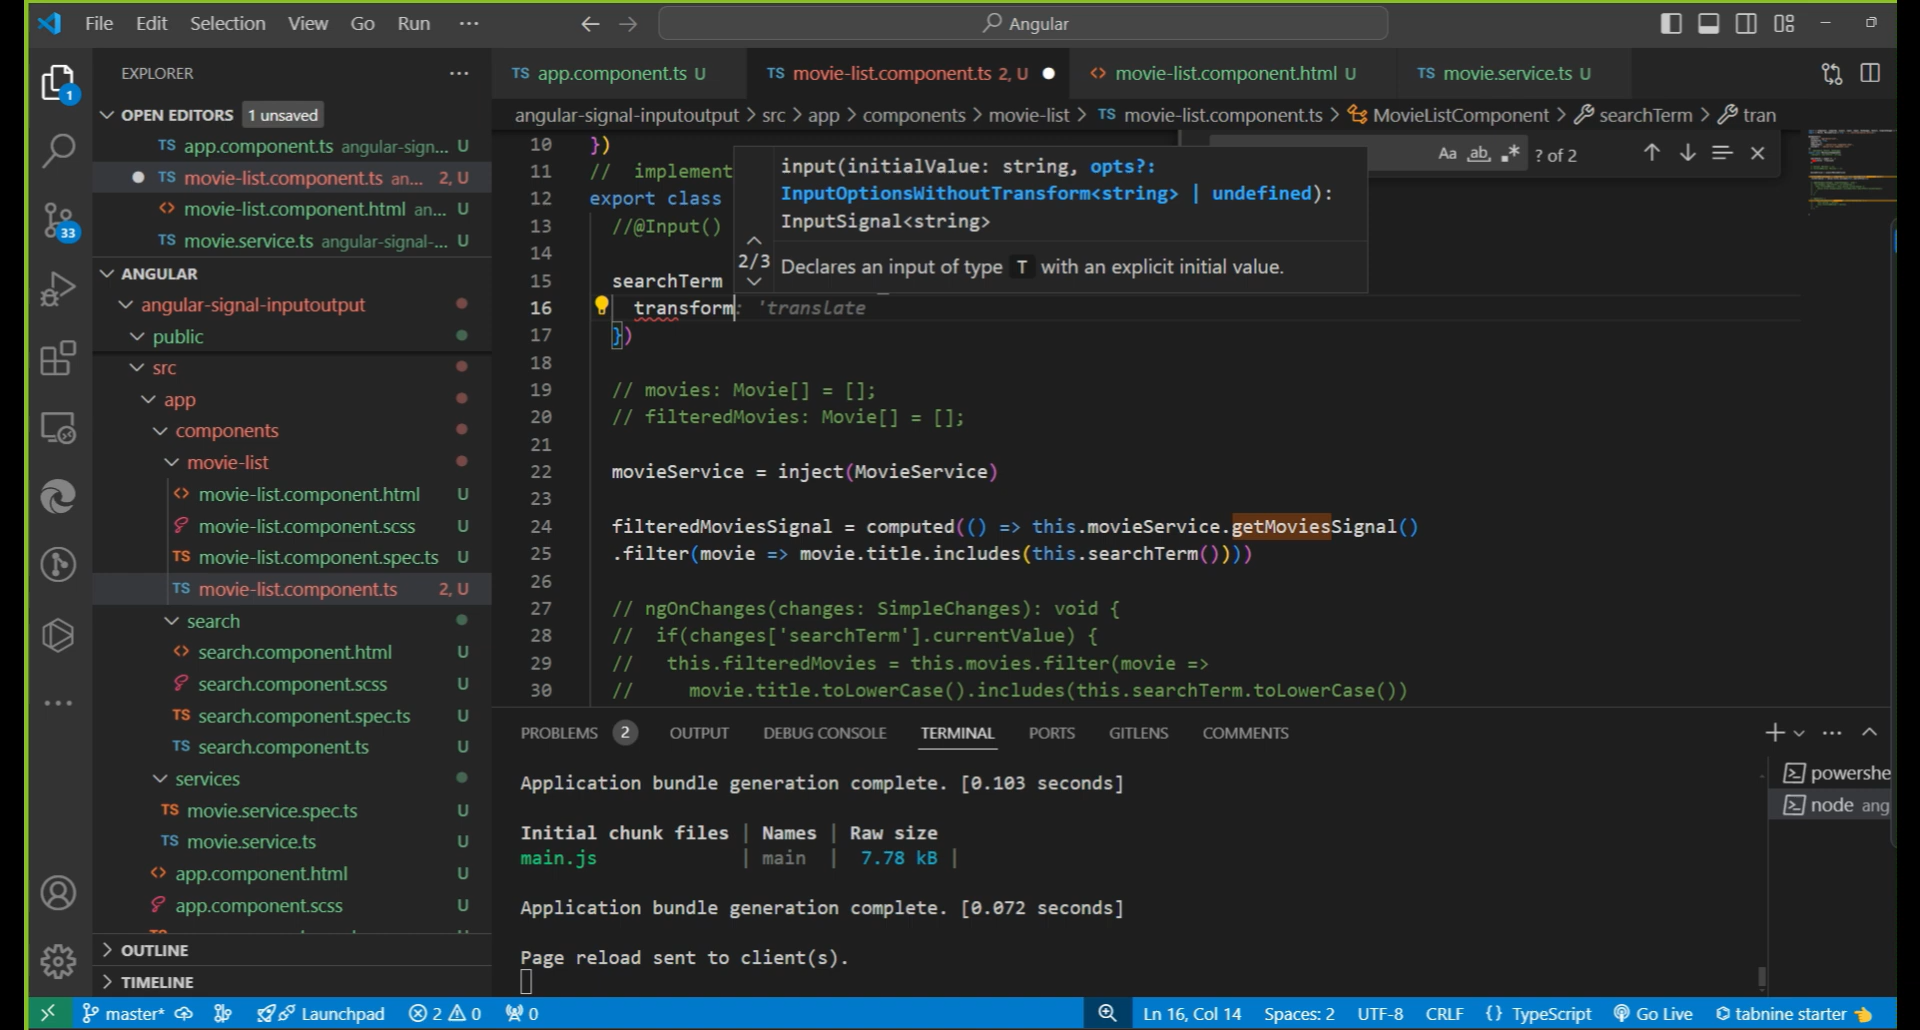 File Edit Selection View Go Run ···
Angular
EXPLORER
OPEN EDITORS 1 unsaved
TS app.component.ts angular-sign... U
TS movie-list.component.ts an... 2, U
<> movie-list.component.html an... U
TS movie.service.ts angular-signal-... U
ANGULAR
angular-signal-inputoutput
public
src
app
components
movie-list
<> movie-list.component.html U
movie-list.component.scss U
TS movie-list.component.spec.ts U
TS movie-list.component.ts 2, U
search
<> search.component.html U
search.component.scss U
TS search.component.spec.ts U
TS search.component.ts U
services
TS movie.service.spec.ts U
TS movie.service.ts U
<> app.component.html U
app.component.scss U
OUTLINE
TIMELINE
1
33
TS app.component.ts U
TS movie-list.component.ts 2, U
<> movie-list.component.html U
TS movie.service.ts U
angular-signal-inputoutput > src > app > components > movie-list > TS movie-list.component.ts > MovieListComponent > searchTerm > tran
Aa ab .* ? of 2
input(initialValue: string, opts?:
InputOptionsWithoutTransform<string> | undefined):
InputSignal<string>
2/3 Declares an input of type T with an explicit initial value.
10 })
11 // implement
12 export class
13 //@Input()
14
15 searchTerm
16 transform: 'translate
17 })
18
19 // movies: Movie[] = [];
20 // filteredMovies: Movie[] = [];
21
22 movieService = inject(MovieService)
23
24 filteredMoviesSignal = computed(() => this.movieService.getMoviesSignal()
25 .filter(movie => movie.title.includes(this.searchTerm())))
26
27 // ngOnChanges(changes: SimpleChanges): void {
28 // if(changes['searchTerm'].currentValue) {
29 // this.filteredMovies = this.movies.filter(movie =>
30 // movie.title.toLowerCase().includes(this.searchTerm.toLowerCase())
PROBLEMS 2 OUTPUT DEBUG CONSOLE TERMINAL PORTS GITLENS COMMENTS
Application bundle generation complete. [0.103 seconds]
Initial chunk files | Names | Raw size
main.js | main | 7.78 kB |
Application bundle generation complete. [0.072 seconds]
Page reload sent to client(s).
powershe
node ang
master* Launchpad 2 0 0
Ln 16, Col 14 Spaces: 2 UTF-8 CRLF {} TypeScript Go Live tabnine starter